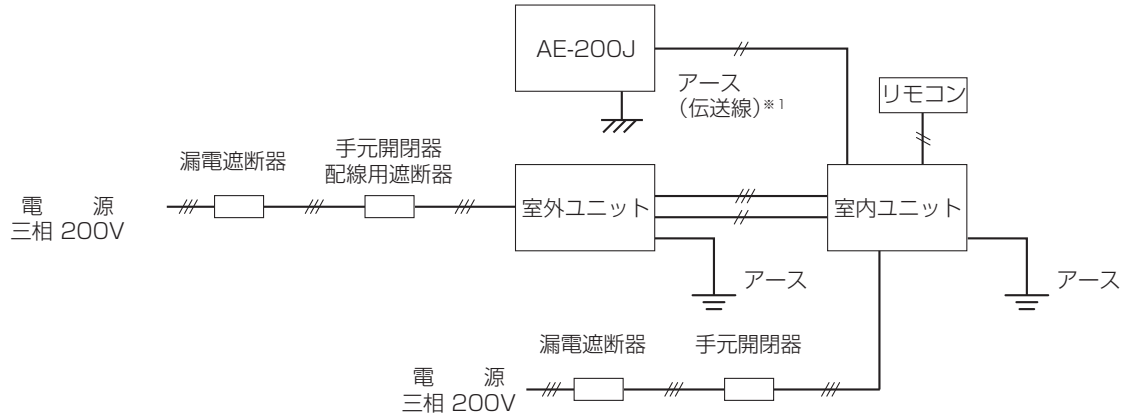 AE-200J
アース
(伝送線)※1
リモコン
漏電遮断器
手元開閉器
配線用遮断器
電　　源
三相 200V
室外ユニット
室内ユニット
アース
アース
漏電遮断器
手元開閉器
電　　源
三相 200V